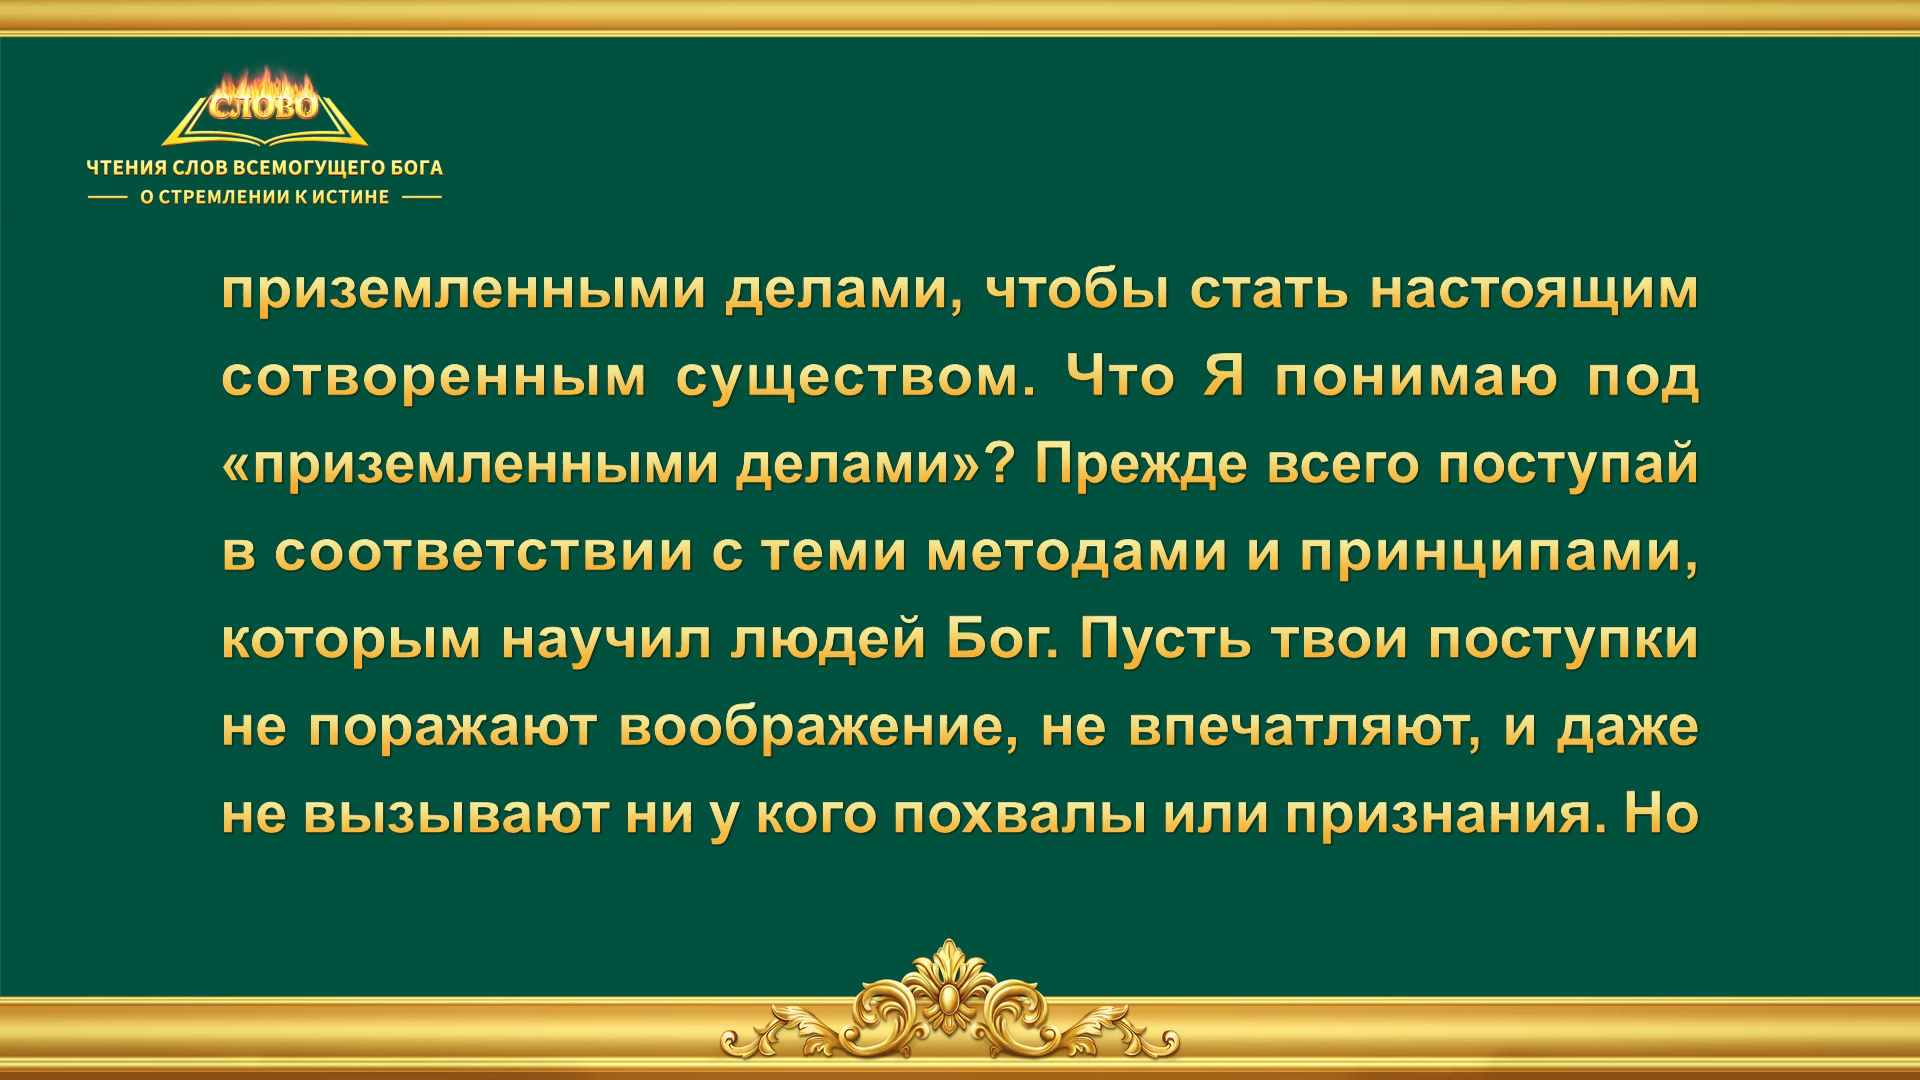 СЛОВО
ЧТЕНИЯ СЛОВ ВСЕМОГУЩЕГО БОГА
О СТРЕМЛЕНИИ К ИСТИНЕ
приземленными делами, чтобы стать настоящим
сотворенным существом. Что Я понимаю под
«приземленными делами»? Прежде всего поступай
в соответствии с теми методами и принципами,
которым научил людей Бог. Пусть твои поступки
не поражают воображение, не впечатляют, и даже
не вызывают ни у кого похвалы или признания. Но